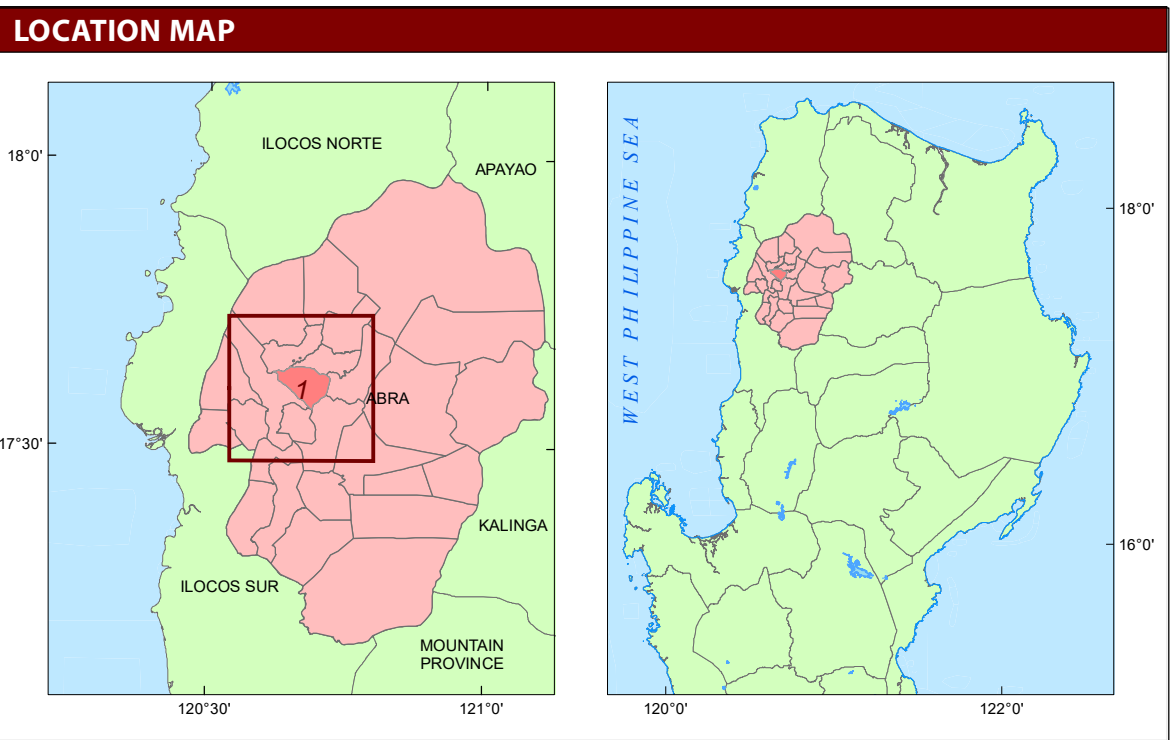 LOCATION MAP
ILOCOS NORTE
APAYAO
18°0'
1
ABRA
17°30'
KALINGA
ILOCOS SUR
MOUNTAIN
PROVINCE
120°30'
121°0'
WEST PHILIPPINE SEA
18°0'
16°0'
120°0'
122°0'